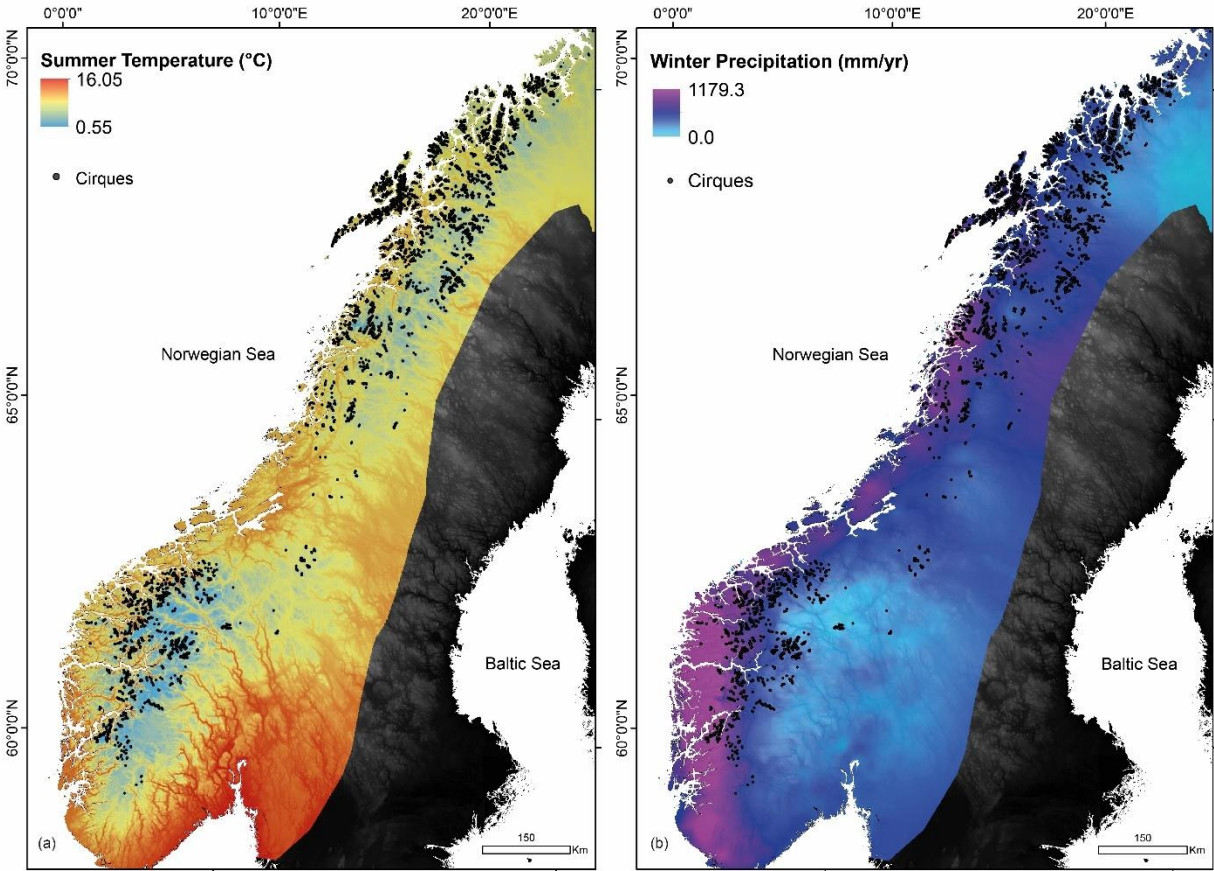 0°0'0"
10°0'0"E
20°0'0"E
0°0'0"
10°0'0"E
20°0'0"E
70°0'0"N
65°0'0"N
60°0'0"N
Summer Temperature (°C)
16.05
0.55
Cirques
Norwegian Sea
Baltic Sea
(a)
150
Km
70°0'0"N
65°0'0"N
60°0'0"N
Winter Precipitation (mm/yr)
1179.3
0.0
Cirques
Norwegian Sea
Baltic Sea
(b)
150
Km